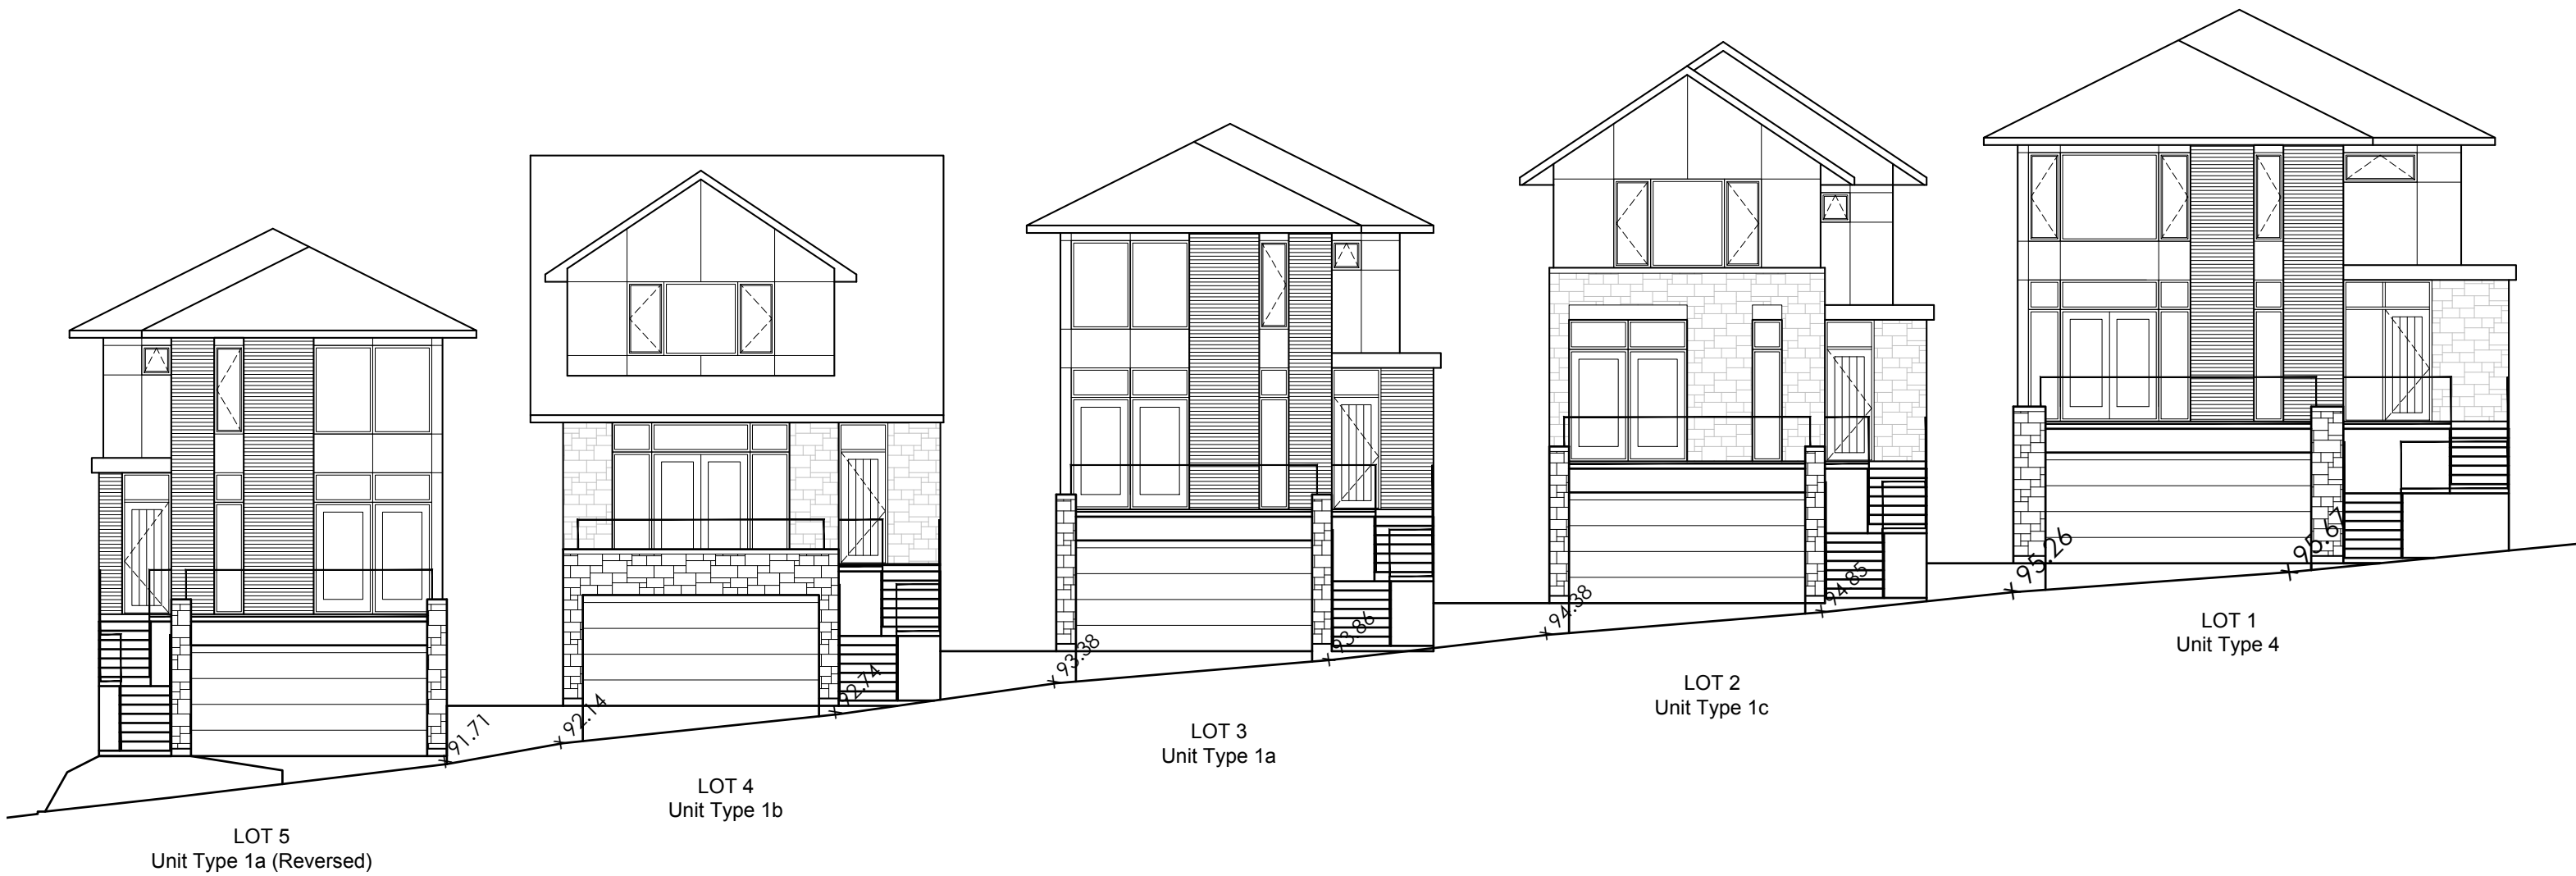 x 91.71
x 92.14
x 92.74
x 93.38
x 93.86
x 94.38
x 94.85
x 95.26
x 95.67
LOT 5
Unit Type 1a (Reversed)
LOT 4
Unit Type 1b
LOT 3
Unit Type 1a
LOT 2
Unit Type 1c
LOT 1
Unit Type 4